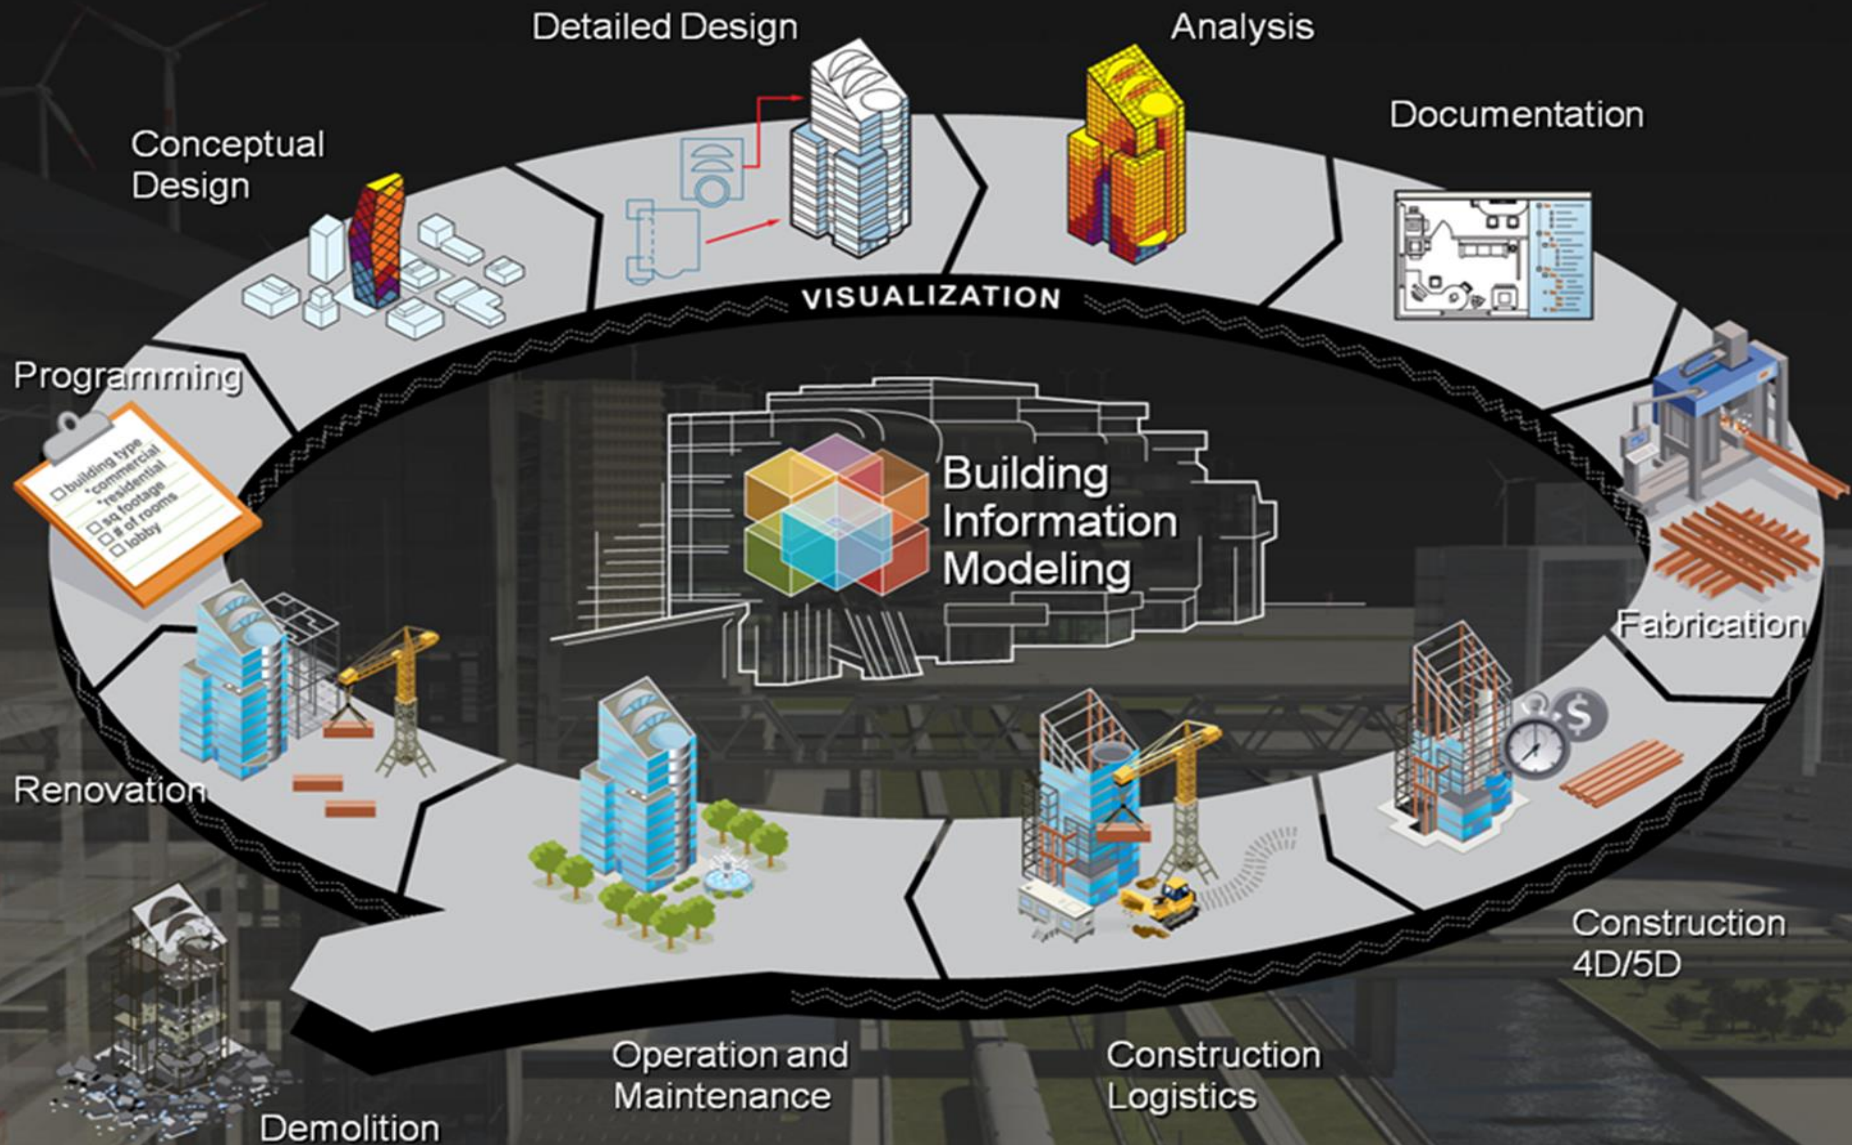 Detailed Design
Analysis
Documentation
Conceptual
Design
VISUALIZATION
Programming
building type
*commercial
*residential
sq footage
# of rooms
lobby
Building
Information
Modeling
Fabrication
$
Renovation
Construction
4D/5D
Operation and
Maintenance
Construction
Logistics
Demolition